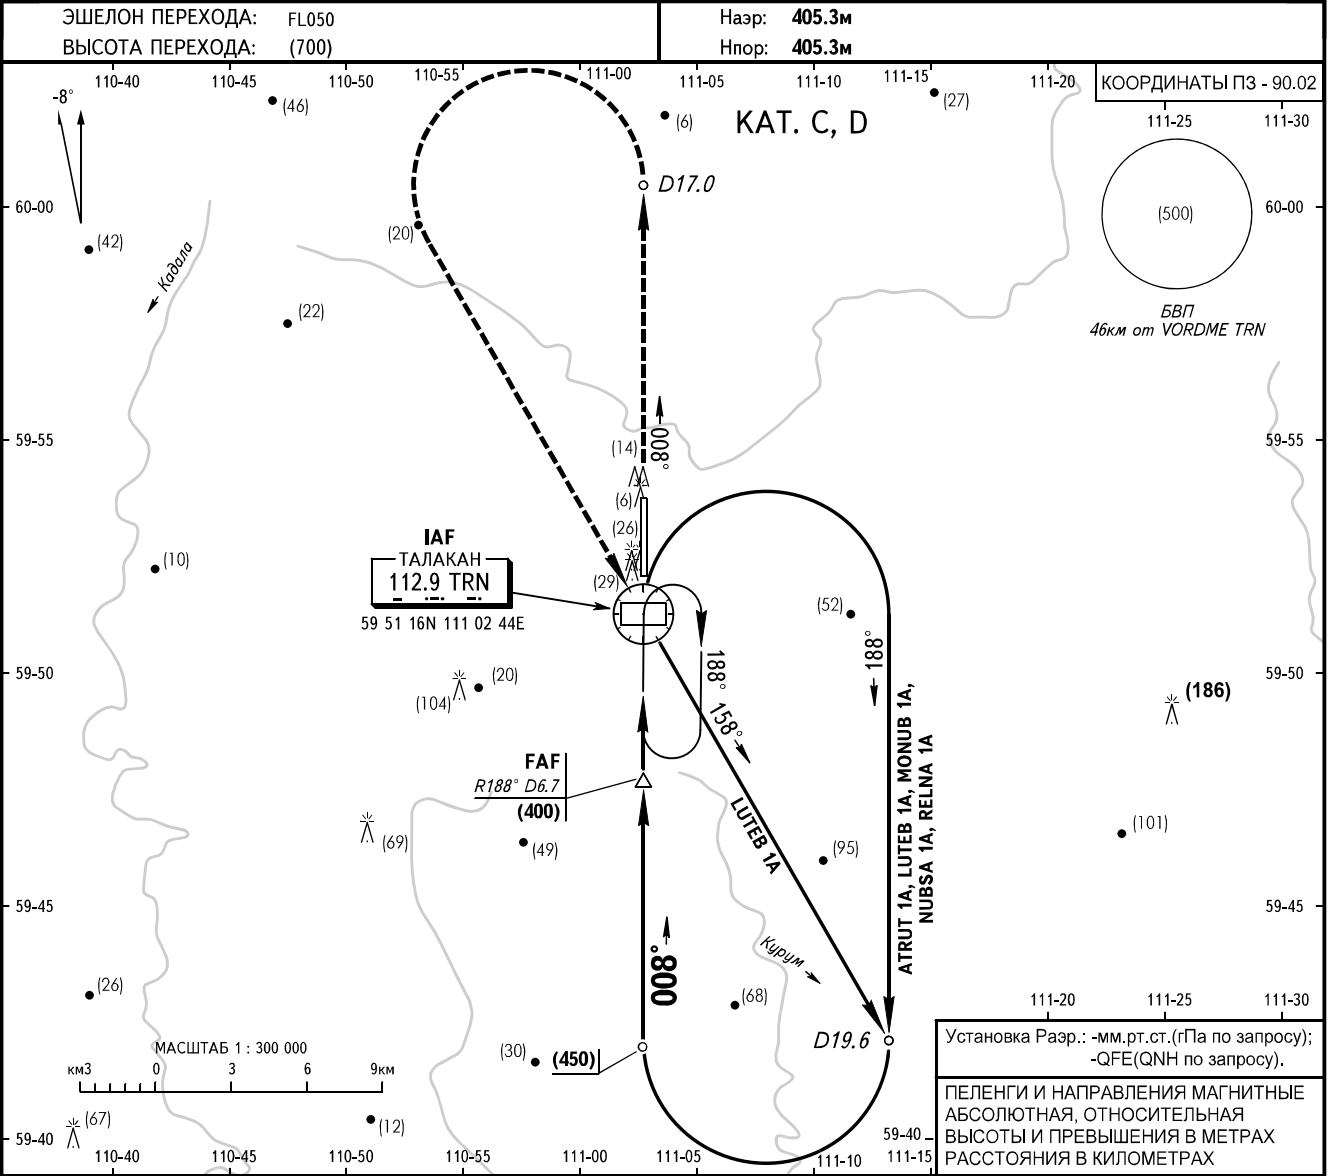 ЭШЕЛОН ПЕРЕХОДА: FL050
ВЫСОТА ПЕРЕХОДА: (700)
Наэр: 405.3м
Нпор: 405.3м
110-40 110-45 110-50 110-55 111-00 111-05 111-10 111-15 111-20
КООРДИНАТЫ ПЗ - 90.02
111-25 111-30
-8°
(46)
(6)
КАТ. C, D
(27)
D17.0
60-00
(42)
(20)
Кадала
(500)
60-00
(22)
БВП
46км от VORDME TRN
59-55
(14)
008°
59-55
(6)
(26)
IAF
ТАЛАКАН
112.9 TRN
59 51 16N 111 02 44E
(10)
(29)
(52)
188°
188°
158°
59-50
(20)
(104)
(186)
59-50
FAF
R188° D6.7
(400)
LUTEB 1A
ATRUT 1A, LUTEB 1A, MONUB 1A,
NUBSA 1A, RELNA 1A
(69)
(49)
(95)
(101)
59-45
59-45
008°
Курум
(26)
(68)
111-20 111-25 111-30
МАСШТАБ 1 : 300 000
км3 0 3 6 9км
(30)
(450)
D19.6
Установка Раэр.: -мм.рт.ст.(гПа по запросу);
-QFE(QNH по запросу).
(67)
(12)
ПЕЛЕНГИ И НАПРАВЛЕНИЯ МАГНИТНЫЕ
АБСОЛЮТНАЯ, ОТНОСИТЕЛЬНАЯ
ВЫСОТЫ И ПРЕВЫШЕНИЯ В МЕТРАХ
РАССТОЯНИЯ В КИЛОМЕТРАХ
59-40
59-40
110-40 110-45 110-50 110-55 111-00 111-05 111-10 111-15